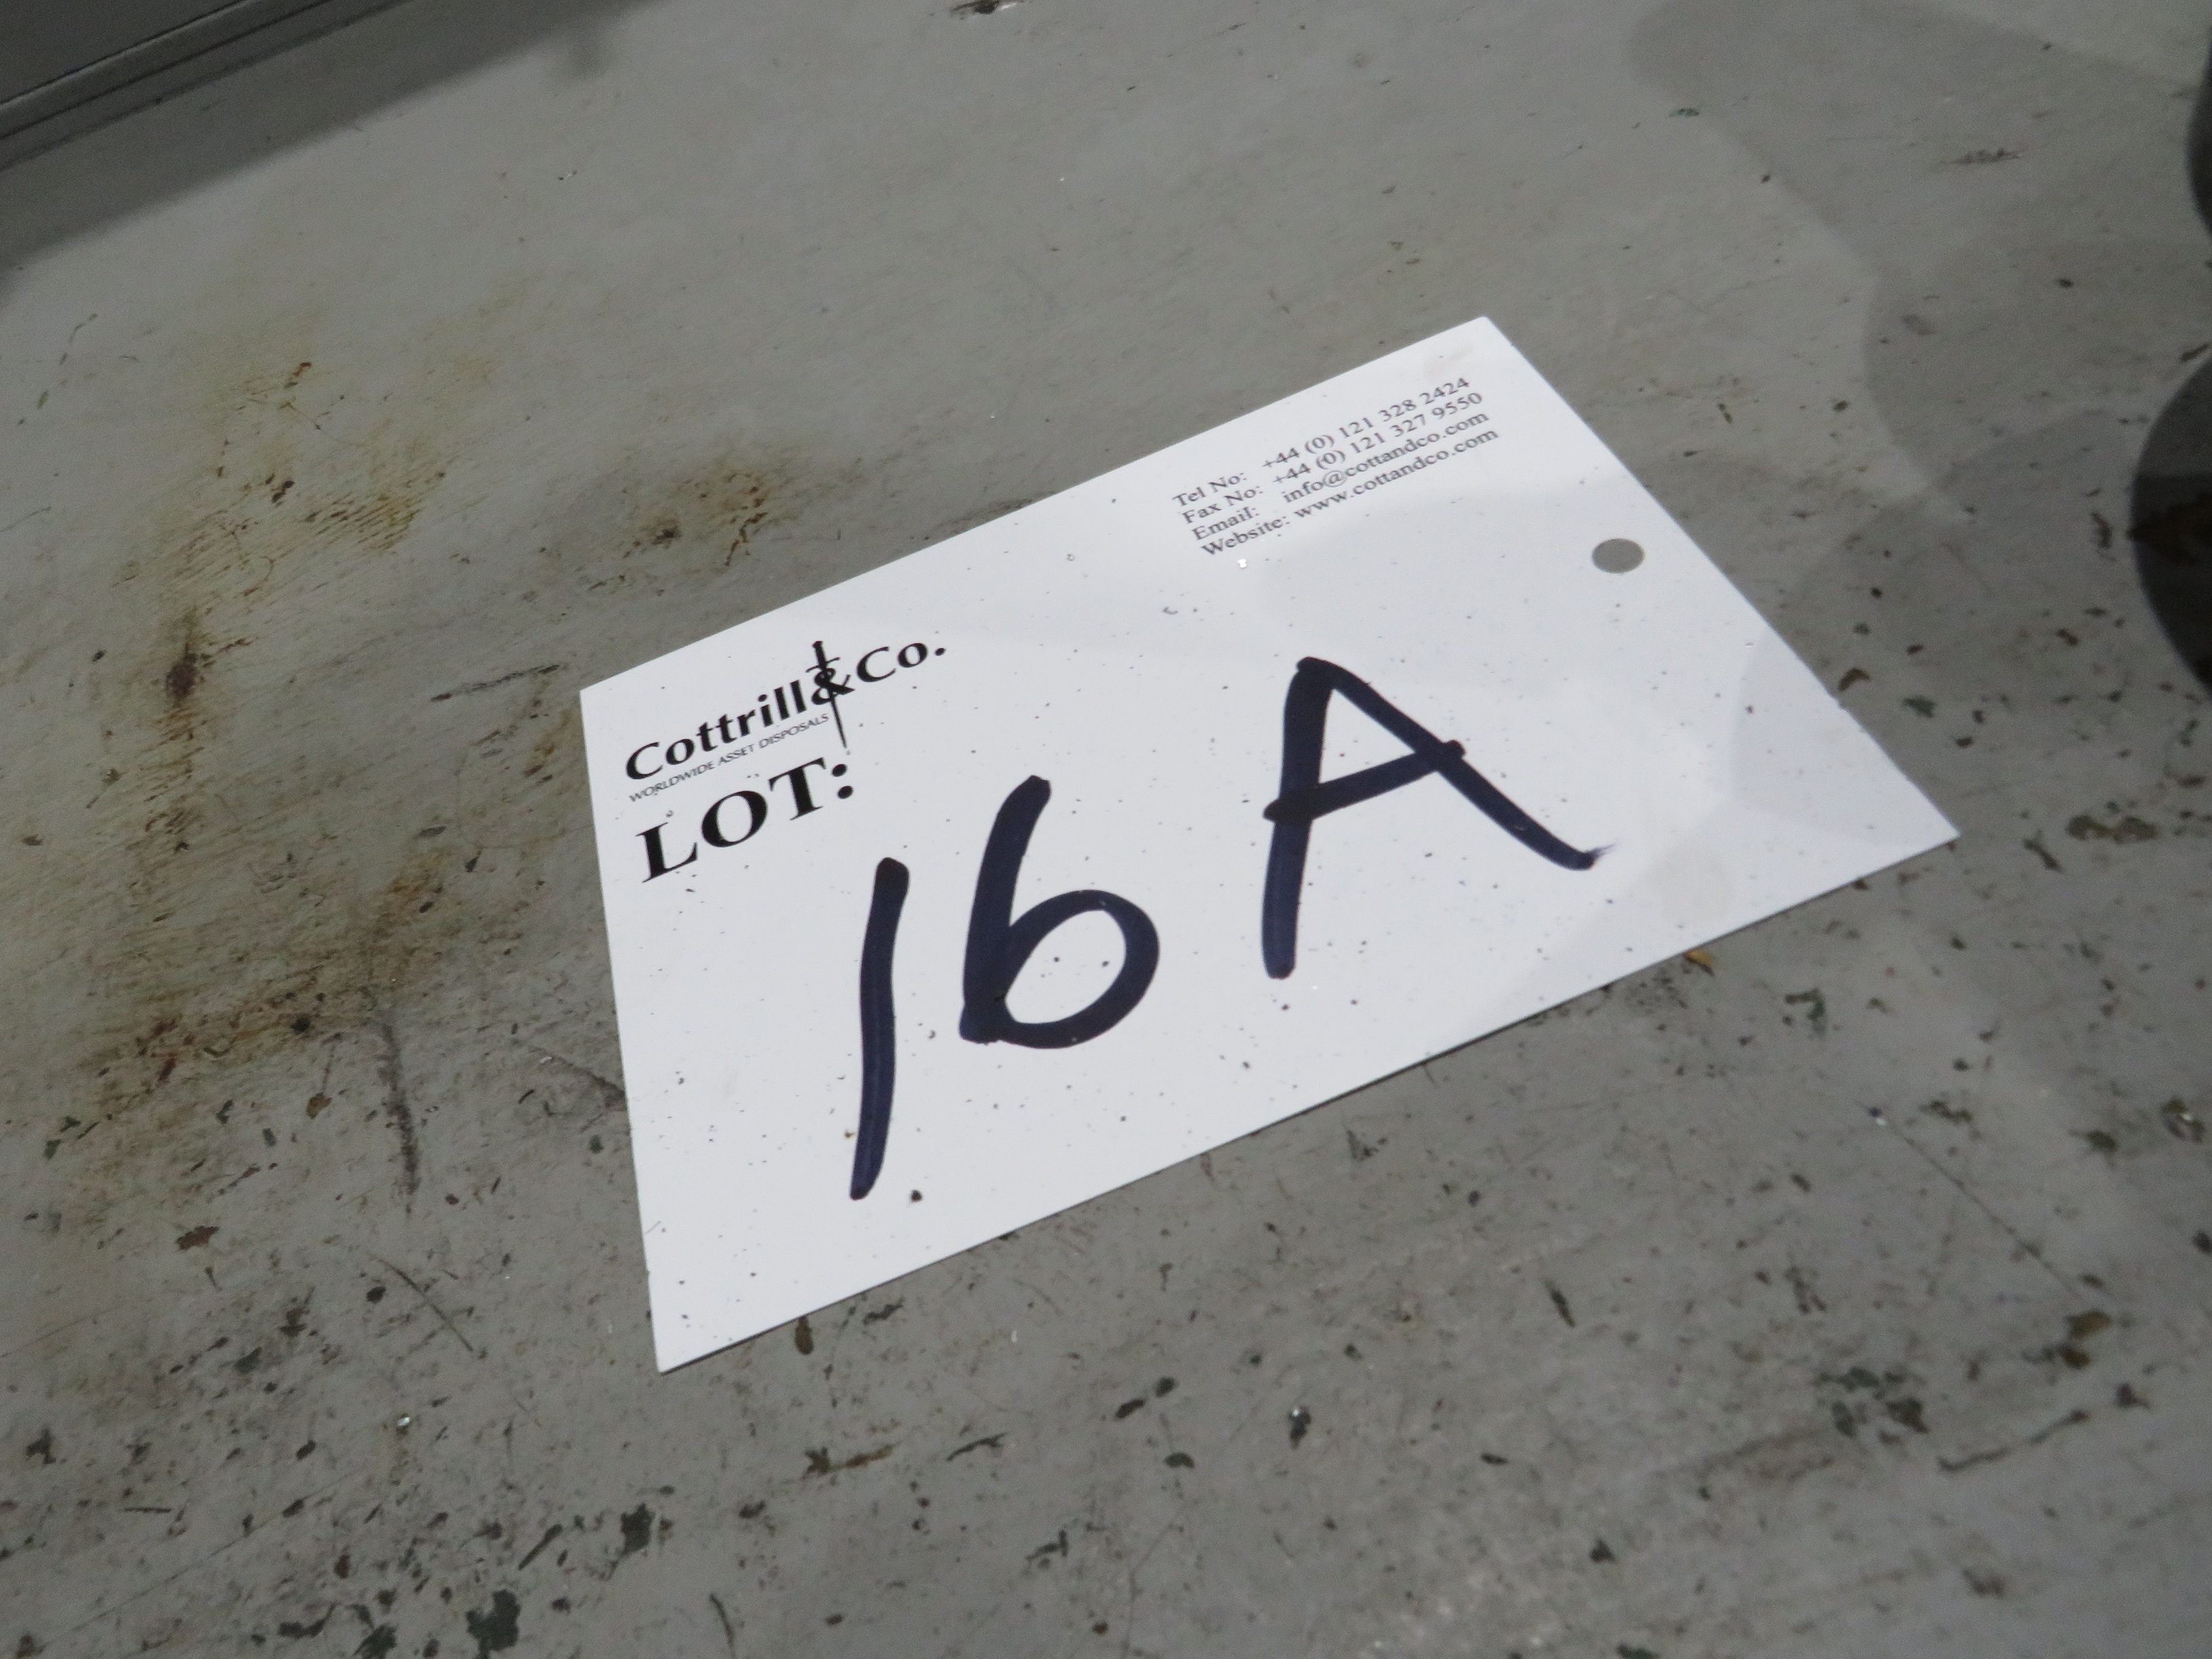 Tel No: +44 (0) 121 328 2424
Fax No: +44 (0) 121 327 9550
Email: info@cottandco.com
Website: www.cottandco.com
Cottrill&Co.
WORLDWIDE ASSET DISPOSALS
LOT:
16 A